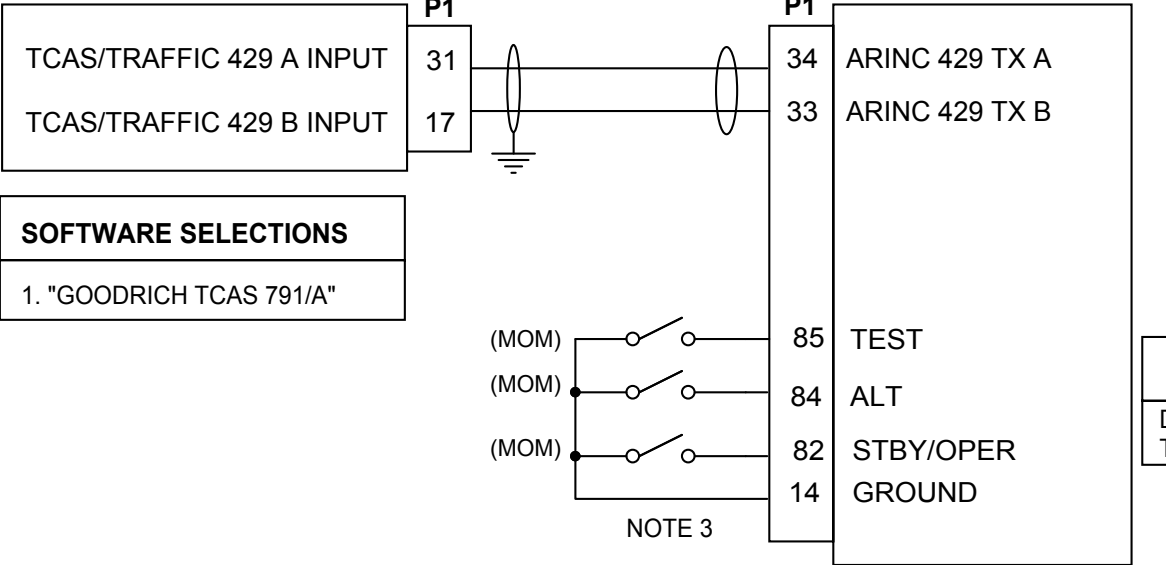 P1
P1
TCAS/TRAFFIC 429 A INPUT 31
34 ARINC 429 TX A
TCAS/TRAFFIC 429 B INPUT 17
33 ARINC 429 TX B
SOFTWARE SELECTIONS
1. "GOODRICH TCAS 791/A"
(MOM) 85 TEST
(MOM) 84 ALT
(MOM) 82 STBY/OPER
14 GROUND
NOTE 3